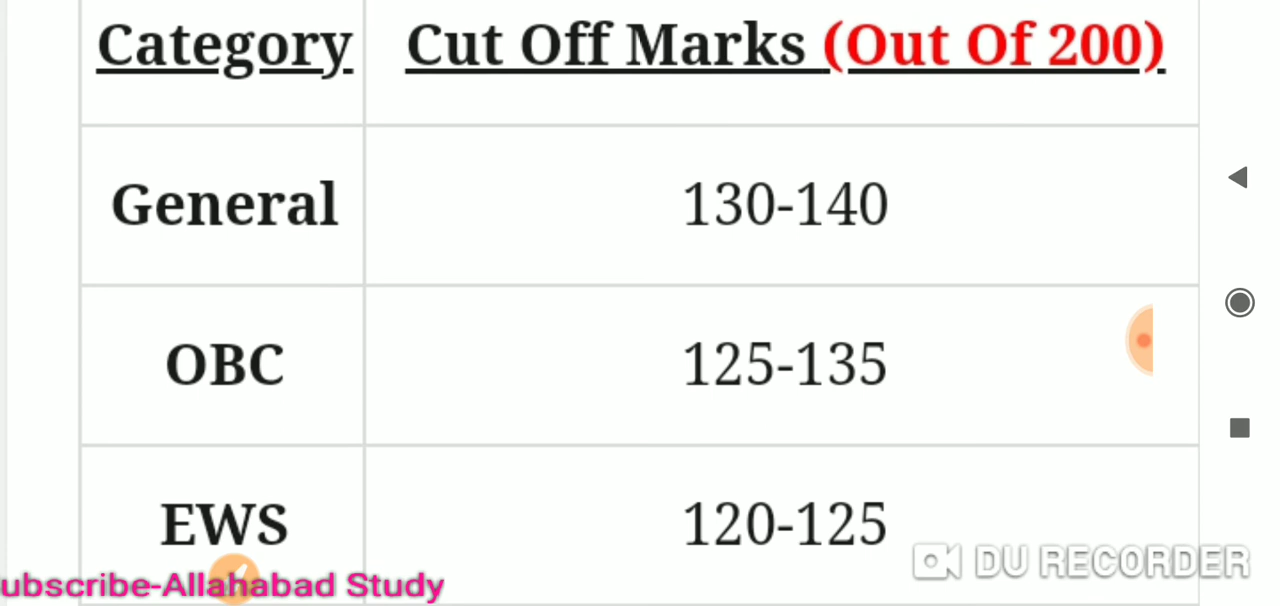 Category Cut Off Marks (Out Of 200)
General 130-140
OBC 125-135
EWS 120-125
DU RECORDER
ubscribe-Allahabad Study